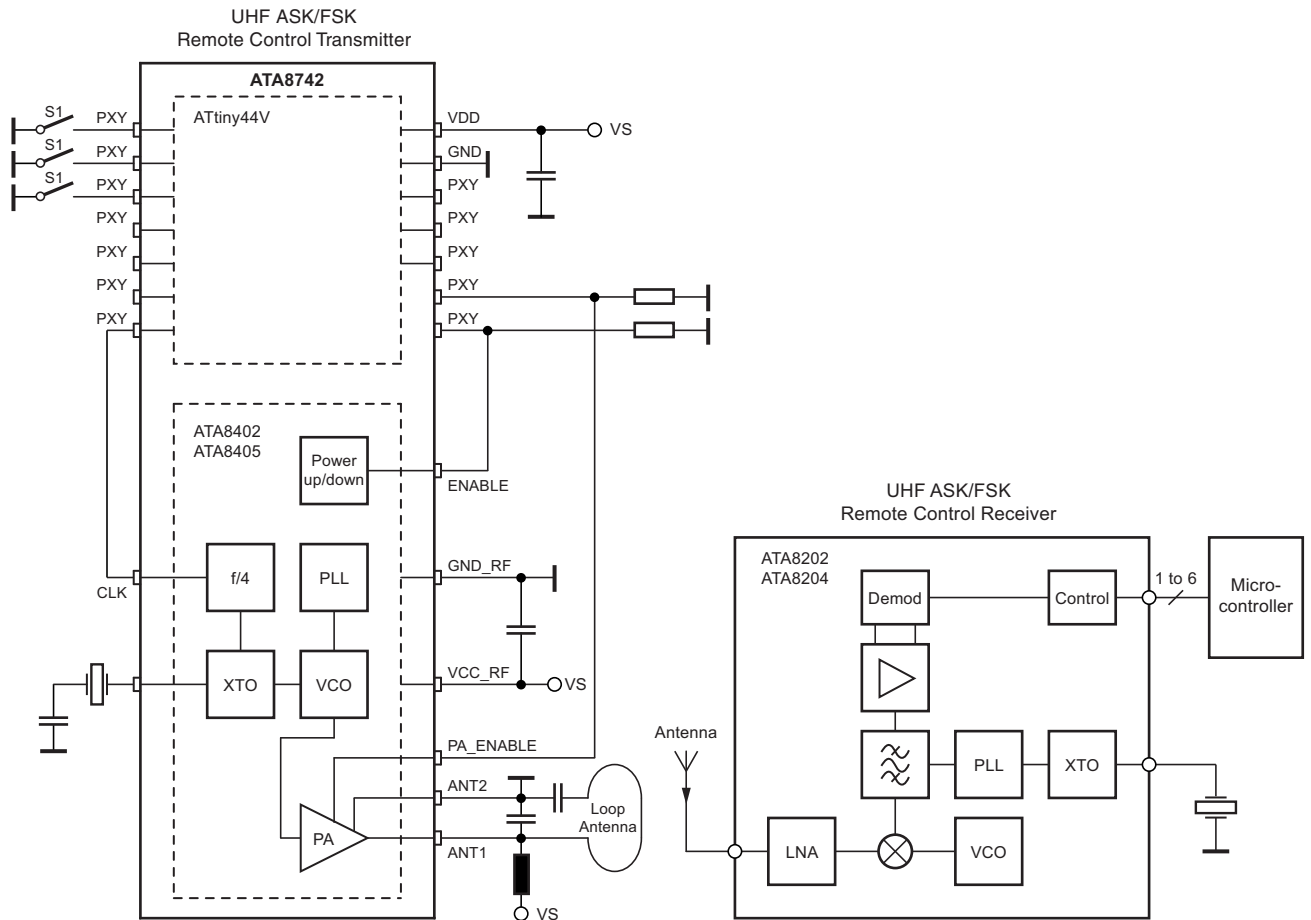 UHF ASK/FSK
Remote Control Transmitter
ATA8742
ATtiny44V
S1
PXY
S1
PXY
S1
PXY
PXY
PXY
PXY
PXY
VDD
VS
GND
PXY
PXY
PXY
PXY
PXY
ATA8402
ATA8405
Power
up/down
ENABLE
f/4
PLL
CLK
GND_RF
XTO
VCO
VCC_RF
VS
PA_ENABLE
ANT2
PA
ANT1
Loop
Antenna
VS
UHF ASK/FSK
Remote Control Receiver
ATA8202
ATA8204
Demod
Control
1 to 6
Micro-
controller
Antenna
PLL
XTO
LNA
VCO